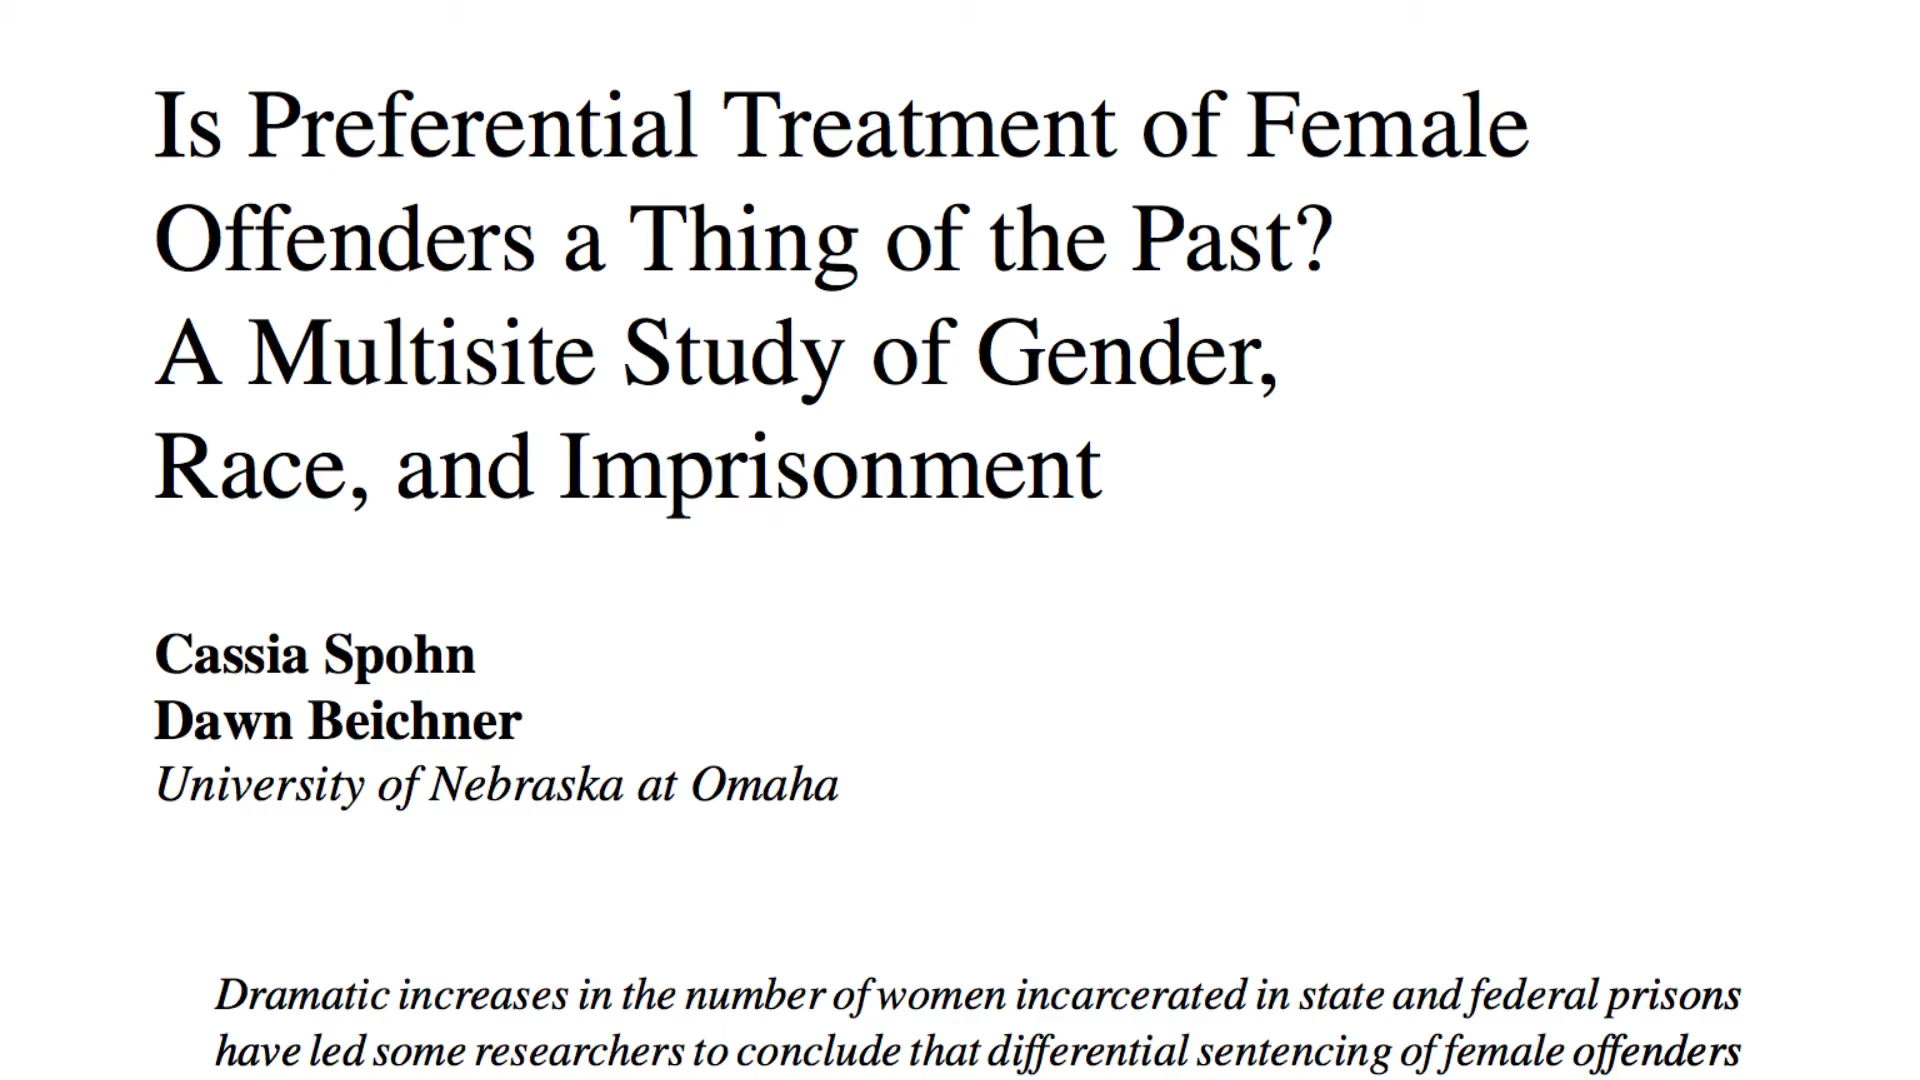 Is Preferential Treatment of Female
Offenders a Thing of the Past?
A Multisite Study of Gender,
Race, and Imprisonment
Cassia Spohn
Dawn Beichner
University of Nebraska at Omaha
Dramatic increases in the number of women incarcerated in state and federal prisons
have led some researchers to conclude that differential sentencing of female offenders